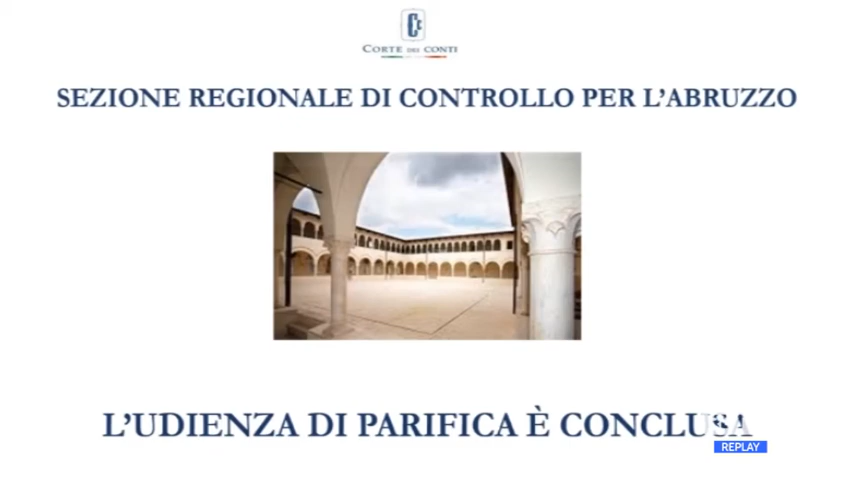 CORTE DEI CONTI
SEZIONE REGIONALE DI CONTROLLO PER L'ABRUZZO
L'UDIENZA DI PARIFICA È CONCLUSA
REPLAY